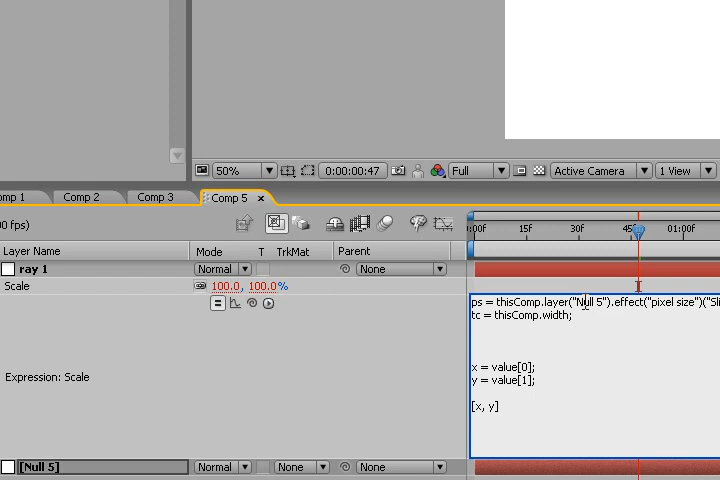 50%
0:00:00:47
Full
Active Camera
1 View
omp 1
Comp 2
Comp 3
Comp 5
0 fps)
:00F
15F
30F
45F
01:00F
Layer Name
Mode
T
TrkMat
Parent
ray 1
Normal
None
Scale
100.0, 100.0%
ps = thisComp.layer("Null 5").effect("pixel size")("Sli
tc = thisComp.width;
x = value[0];
y = value[1];
[x, y]
Expression: Scale
[Null 5]
Normal
None
None